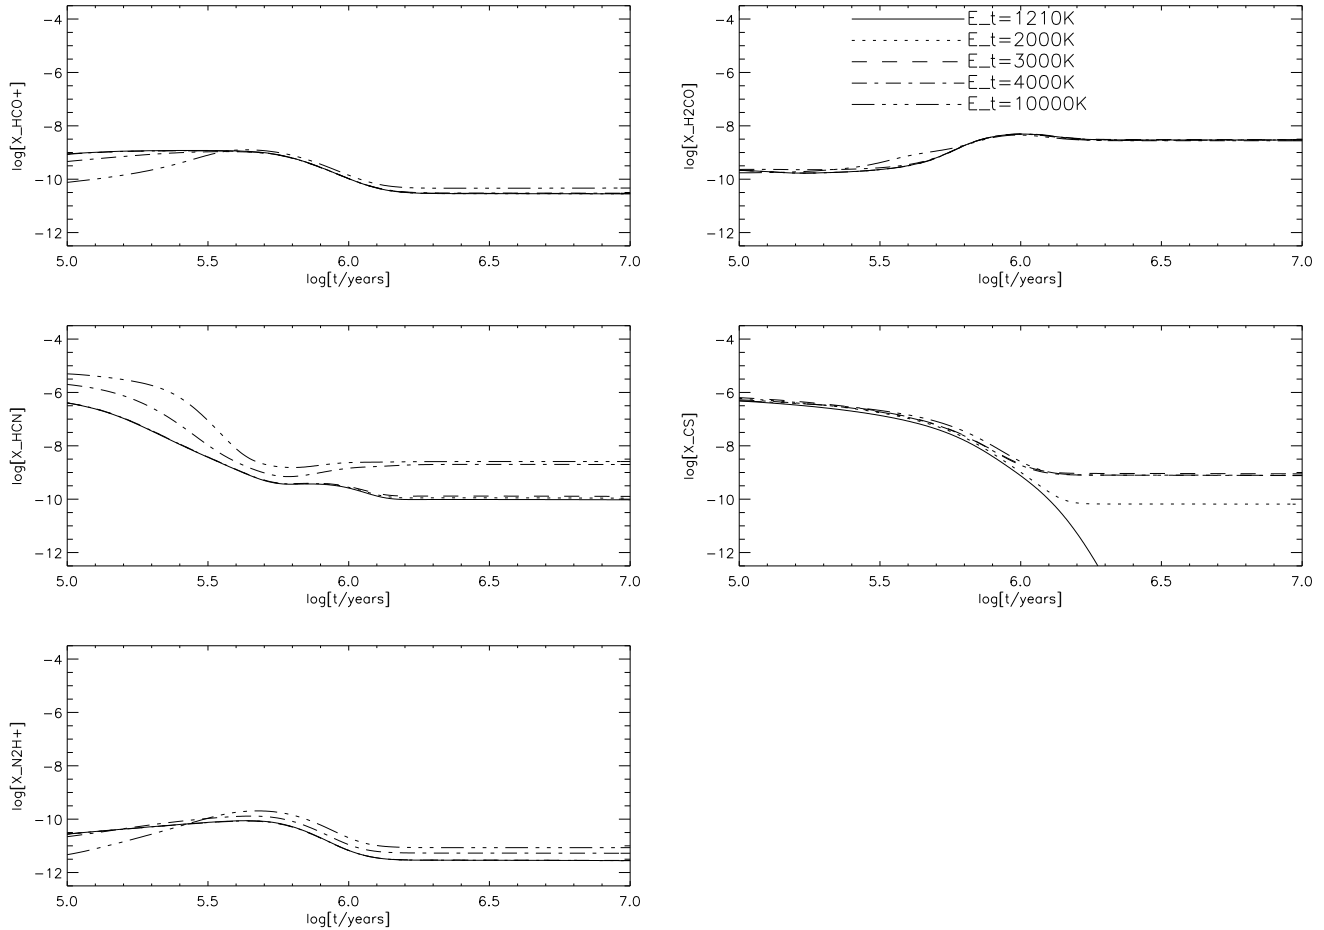 −4
−6
−8
−10
−12
log[X_HCO+]
5.0 5.5 6.0 6.5 7.0
log[t/years]
E_t=1210K
E_t=2000K
E_t=3000K
E_t=4000K
E_t=10000K
−4
−6
−8
−10
−12
log[X_H2CO]
5.0 5.5 6.0 6.5 7.0
log[t/years]
−4
−6
−8
−10
−12
log[X_HCN]
5.0 5.5 6.0 6.5 7.0
log[t/years]
−4
−6
−8
−10
−12
log[X_CS]
5.0 5.5 6.0 6.5 7.0
log[t/years]
−4
−6
−8
−10
−12
log[X_N2H+]
5.0 5.5 6.0 6.5 7.0
log[t/years]